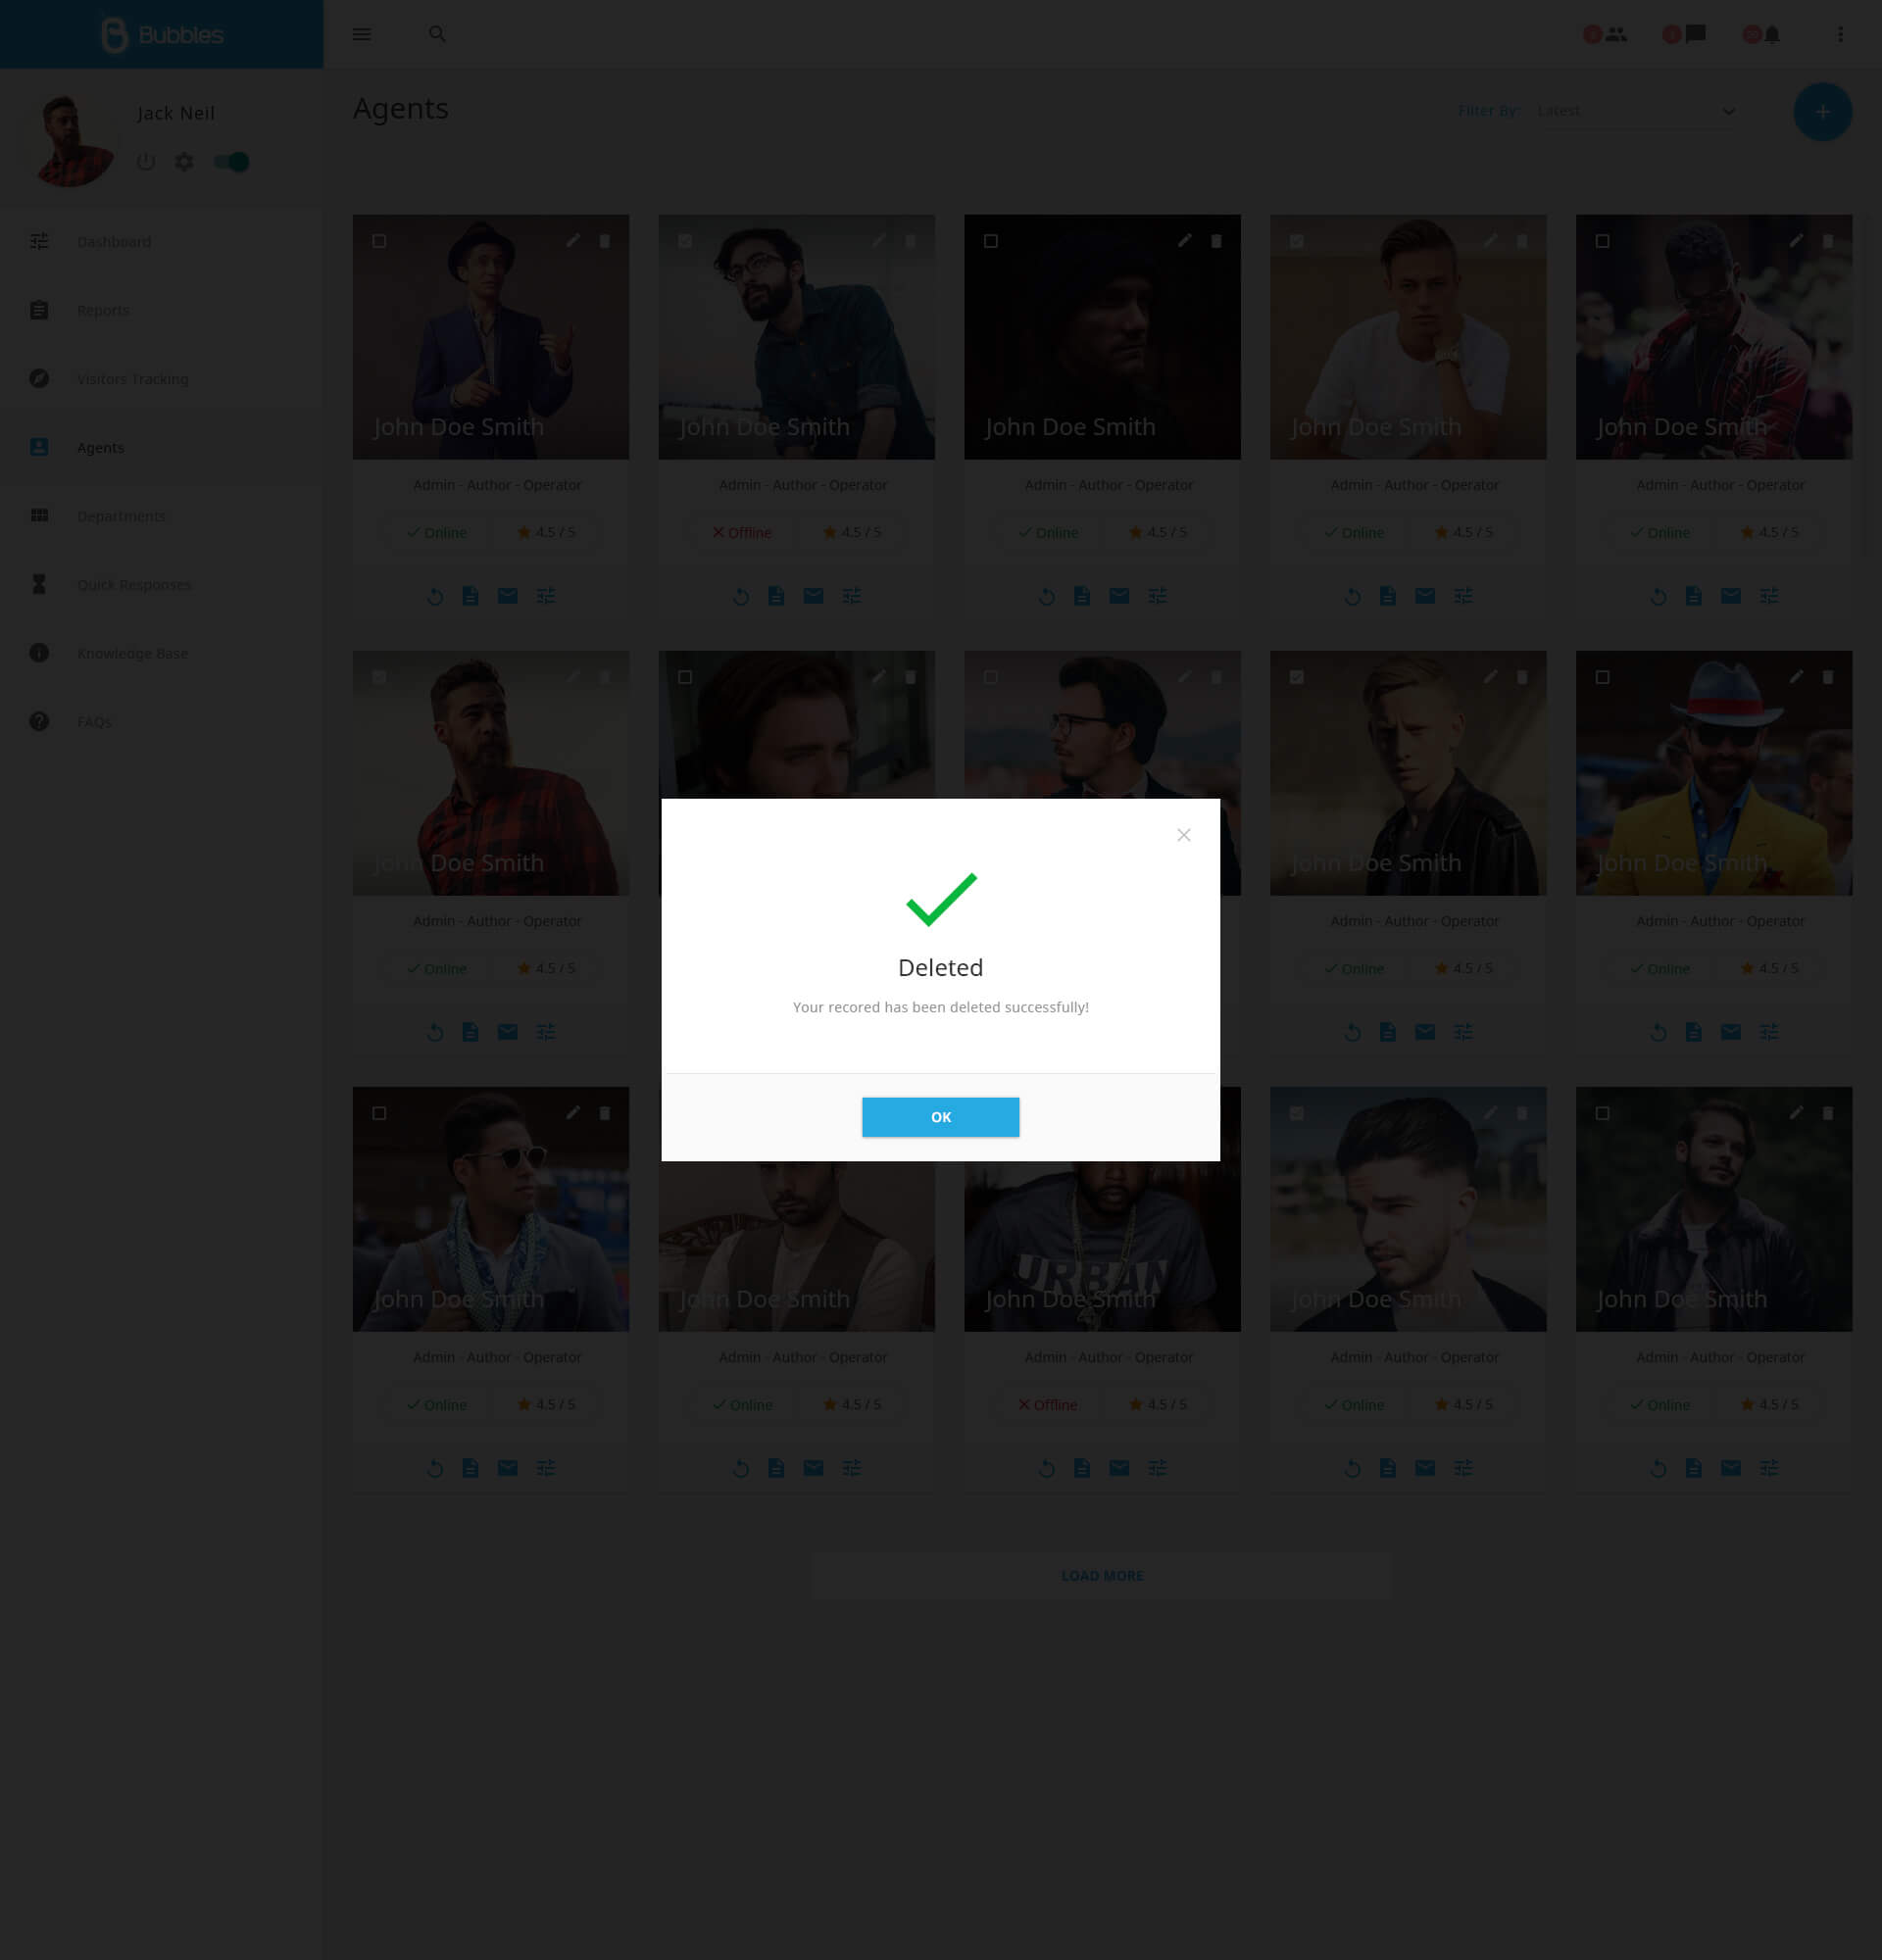 Bubbles
Jack Neil
Agents
Filter By:
Latest
Dashboard
Reports
Visitors Tracking
Agents
Departments
Quick Responses
Knowledge Base
FAQs
John Doe Smith
John Doe Smith
John Doe Smith
John Doe Smith
John Doe Smith
Admin - Author - Operator
Admin - Author - Operator
Admin - Author - Operator
Admin - Author - Operator
Admin - Author - Operator
Online
4.5 / 5
Offline
4.5 / 5
Online
4.5 / 5
Online
4.5 / 5
Online
4.5 / 5
John Doe Smith
John Doe Smith
John Doe Smith
Admin - Author - Operator
Admin - Author - Operator
Admin - Author - Operator
Online
4.5 / 5
Online
4.5 / 5
Online
4.5 / 5
Deleted
Your recored has been deleted successfully!
OK
URBAN
John Doe Smith
John Doe Smith
John Doe Smith
John Doe Smith
John Doe Smith
Admin - Author - Operator
Admin - Author - Operator
Admin - Author - Operator
Admin - Author - Operator
Admin - Author - Operator
Online
4.5 / 5
Online
4.5 / 5
Offline
4.5 / 5
Online
4.5 / 5
Online
4.5 / 5
LOAD MORE